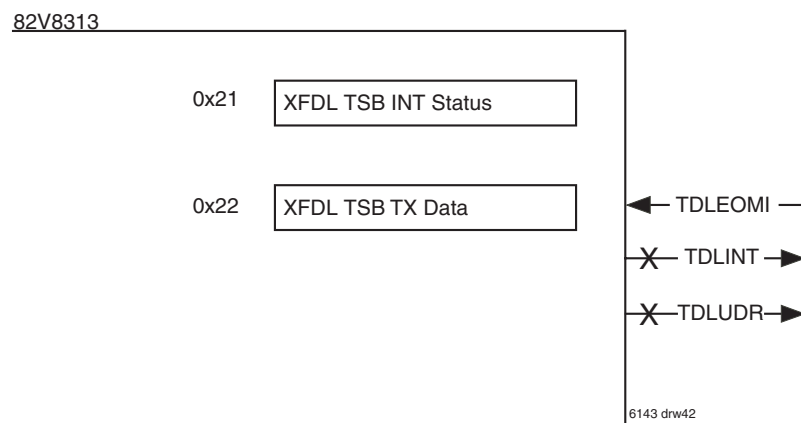 82V8313
0x21 XFDL TSB INT Status
0x22 XFDL TSB TX Data
TDLEOMI
TDLINT
TDLUDR
6143 drw42